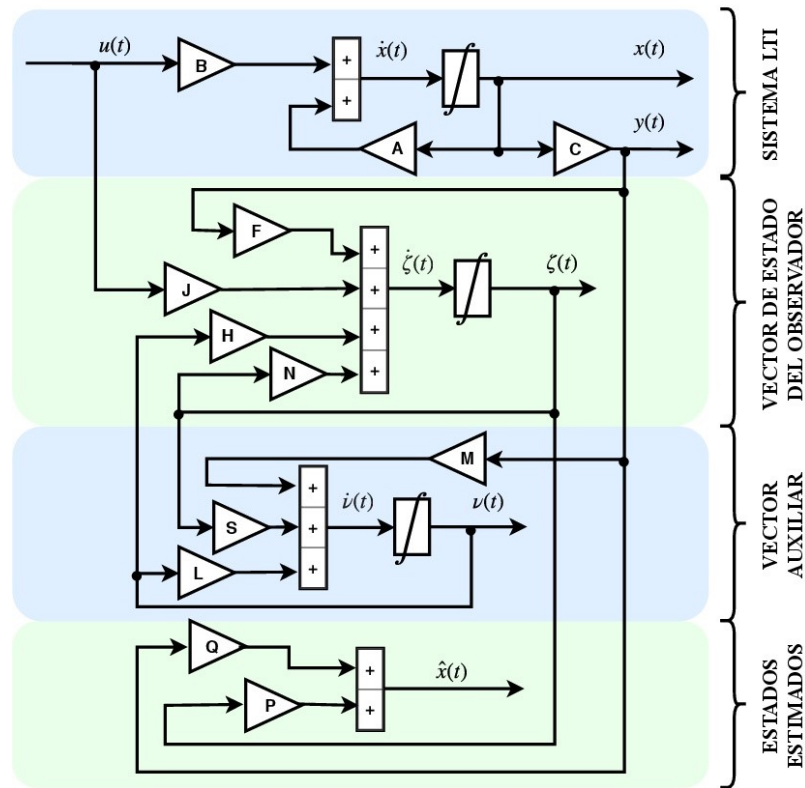 u(t)
B
+
+
ẋ(t)
∫
x(t)
y(t)
A
C
SISTEMA LTI
F
J
H
N
+
+
+
+
ζ̇(t)
∫
ζ(t)
VECTOR DE ESTADO
DEL OBSERVADOR
M
S
L
+
+
+
ν̇(t)
∫
ν(t)
VECTOR
AUXILIAR
Q
P
+
+
x̂(t)
ESTADOS
ESTIMADOS